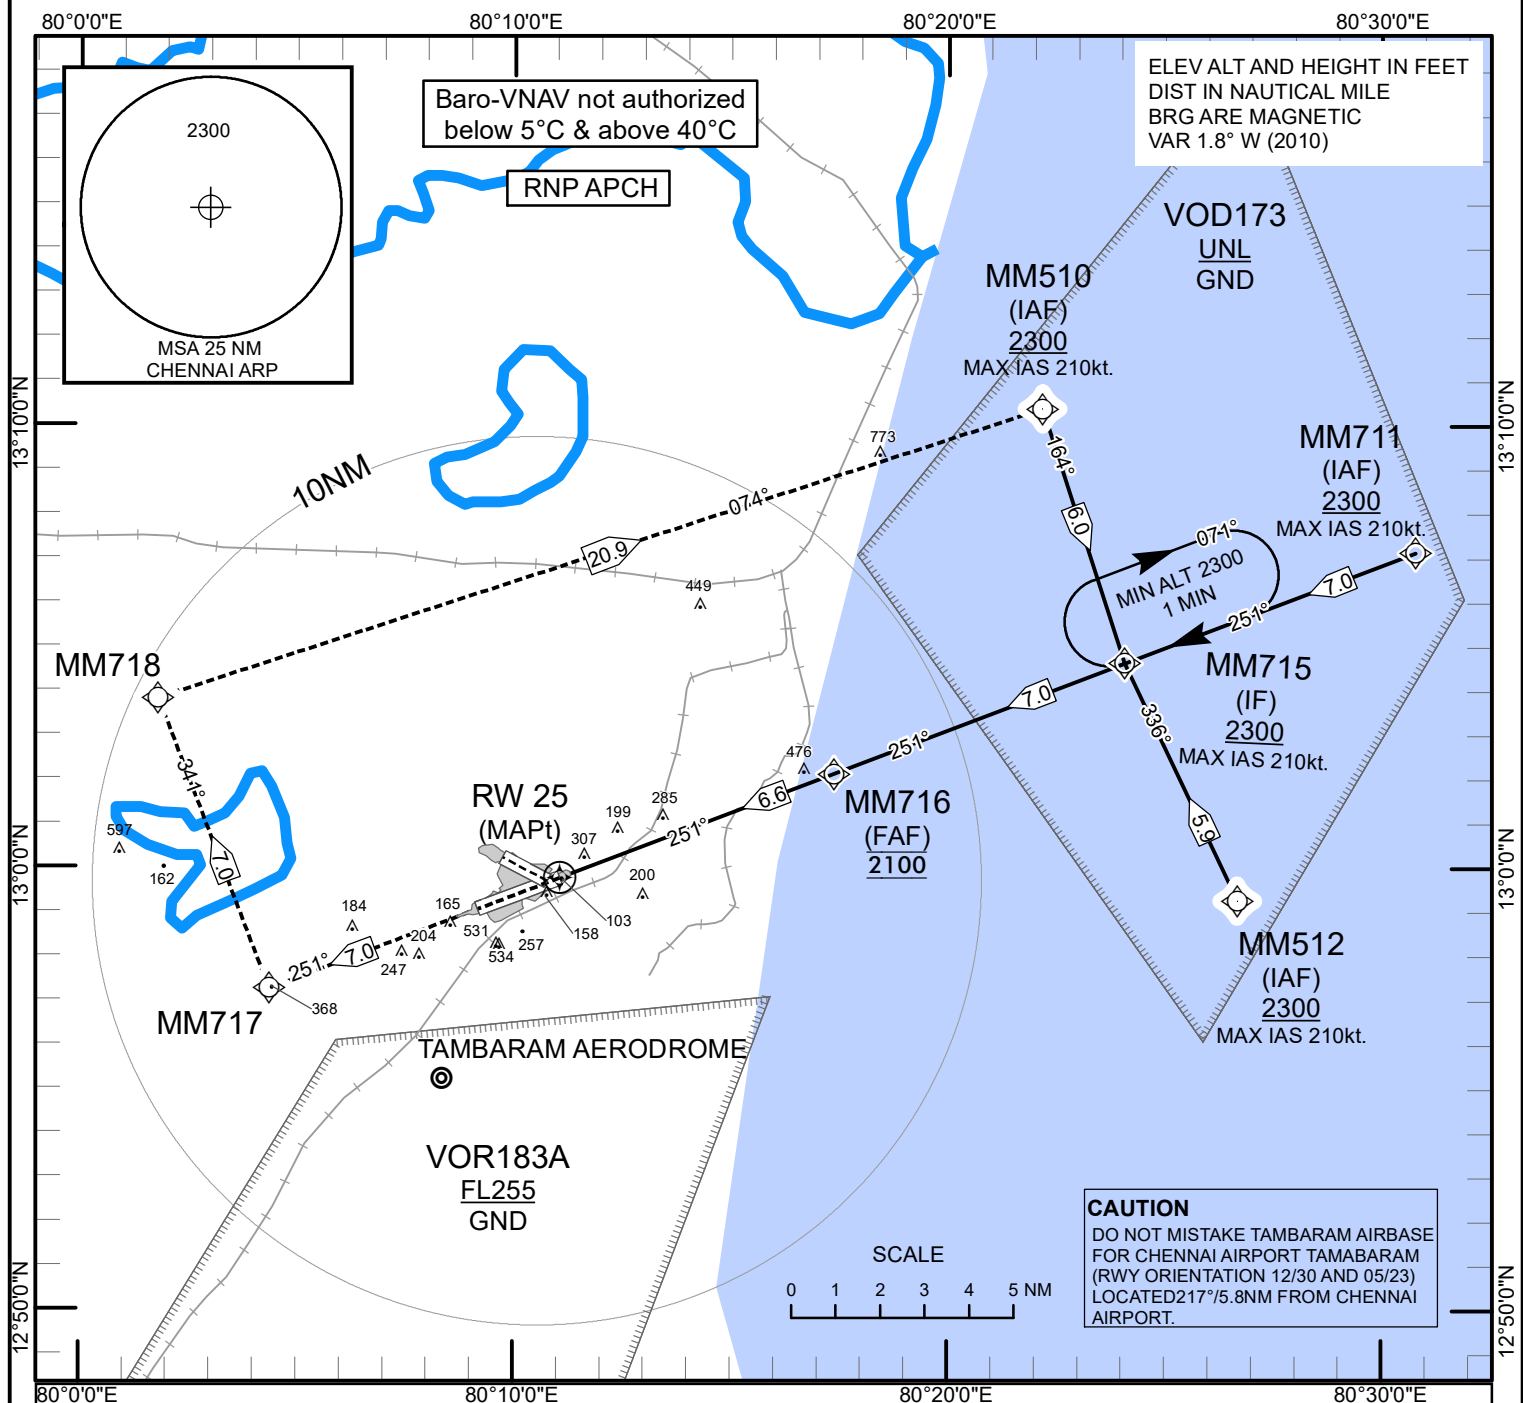 80°0'0"E
80°10'0"E
80°20'0"E
80°30'0"E
2300
MSA 25 NM
CHENNAI ARP
Baro-VNAV not authorized
below 5°C & above 40°C
RNP APCH
ELEV ALT AND HEIGHT IN FEET
DIST IN NAUTICAL MILE
BRG ARE MAGNETIC
VAR 1.8° W (2010)
VOD173
UNL
GND
MM510
(IAF)
2300
MAX IAS 210kt.
13°10'0"N
13°10'0"N
10NM
773
074°
20.9
164°
6.0
MM711
(IAF)
2300
MAX IAS 210kt.
071°
MIN ALT 2300
1 MIN
7.0
251°
449
MM718
MM715
(IF)
2300
MAX IAS 210kt.
7.0
336°
251°
341°
476
6.6
MM716
(FAF)
2100
RW 25
(MAPt)
199
285
307
251°
597
162
7.0
5.9
13°0'0"N
13°0'0"N
200
103
158
184
165
204
531
534
257
247
251°
7.0
368
MM717
MM512
(IAF)
2300
MAX IAS 210kt.
TAMBARAM AERODROME
VOR183A
FL255
GND
SCALE
0 1 2 3 4 5 NM
CAUTION
DO NOT MISTAKE TAMBARAM AIRBASE
FOR CHENNAI AIRPORT TAMABARAM
(RWY ORIENTATION 12/30 AND 05/23)
LOCATED217°/5.8NM FROM CHENNAI
AIRPORT.
12°50'0"N
12°50'0"N
80°0'0"E
80°10'0"E
80°20'0"E
80°30'0"E